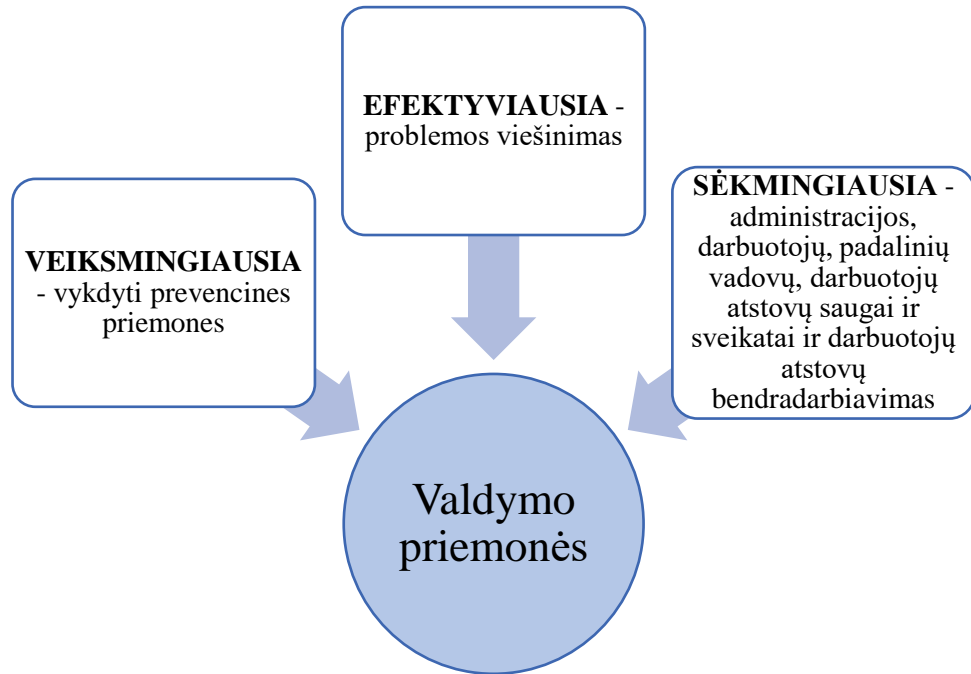 VEIKSMINGIAUSIA
- vykdyti prevencines
priemones
EFEKTYVIAUSIA -
problemos viešinimas
SĖKMINGIAUSIA -
administracijos,
darbuotojų, padalinių
vadovų, darbuotojų
atstovų saugai ir
sveikatai ir darbuotojų
atstovų
bendradarbiavimas
Valdymo
priemonės